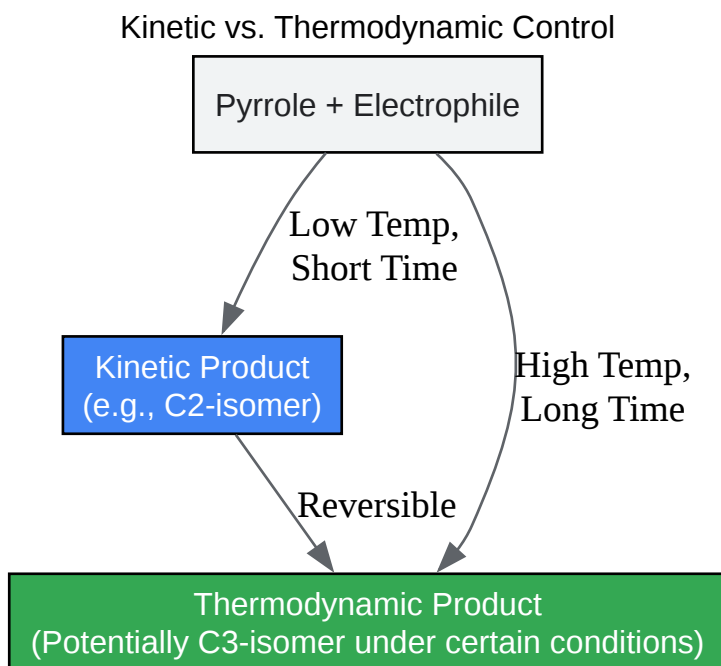 Kinetic vs. Thermodynamic Control
Pyrrole + Electrophile
Low Temp,
Short Time
Kinetic Product
(e.g., C2-isomer)
High Temp,
Long Time
Reversible
Thermodynamic Product
(Potentially C3-isomer under certain conditions)